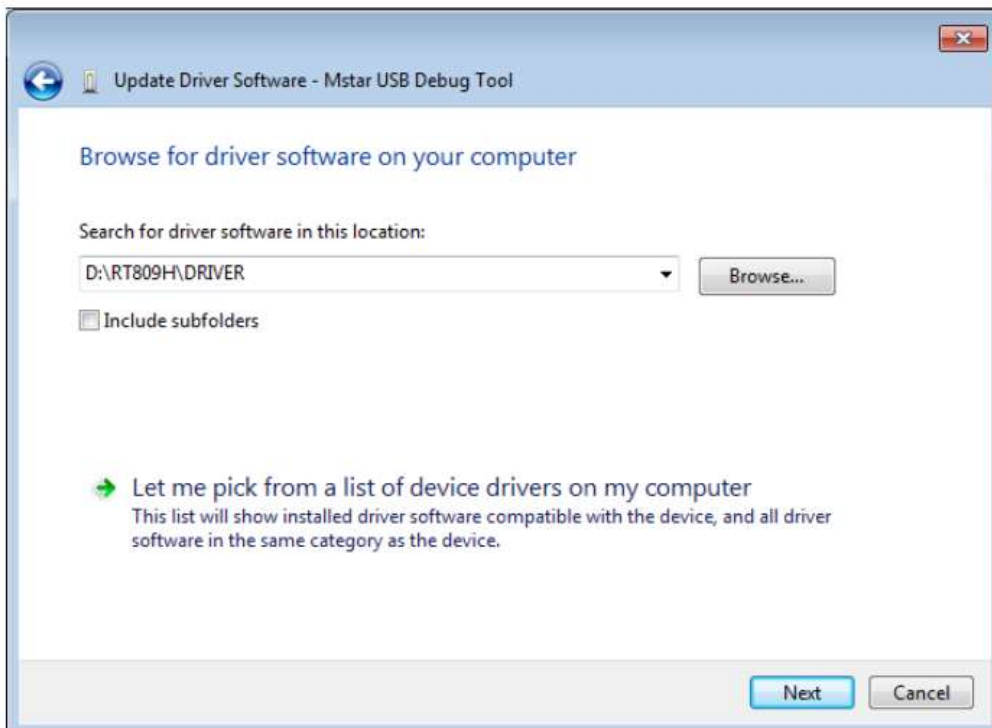 Update Driver Software - Mstar USB Debug Tool
Browse for driver software on your computer
Search for driver software in this location:
D:\RT809H\DRIVER
Browse...
Include subfolders
Let me pick from a list of device drivers on my computer
This list will show installed driver software compatible with the device, and all driver
software in the same category as the device.
Next
Cancel